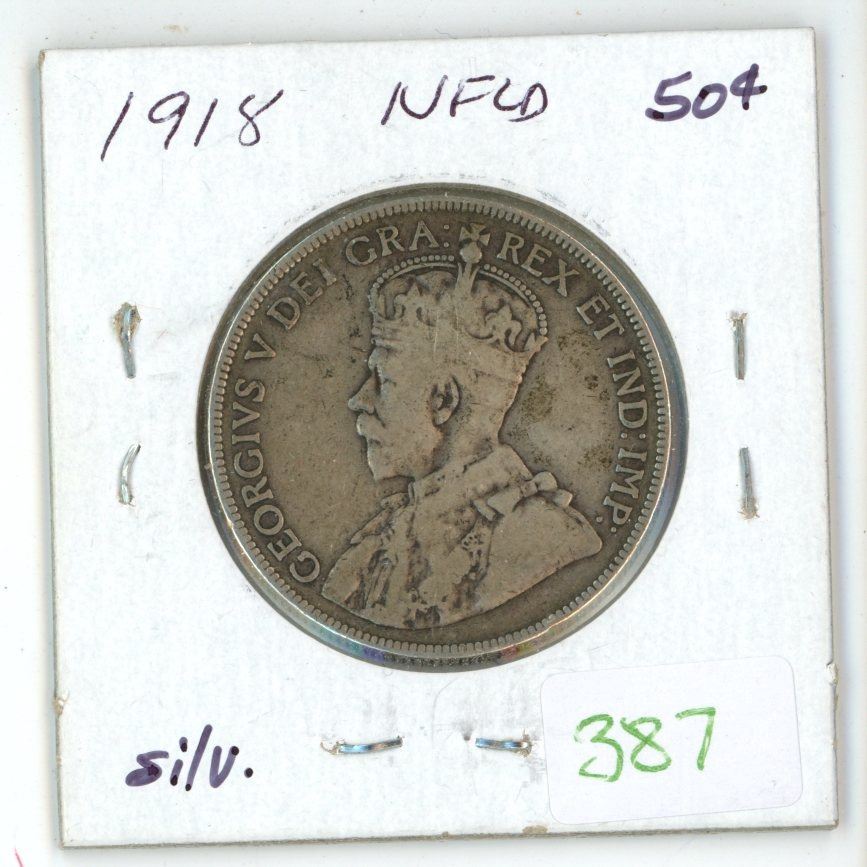 1918 NFLD 50¢
GEORGIVS V DEI GRA: REX ET IND: IMP.
silv.
387